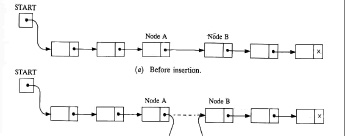 START
Node A Node B
x
(a) Before insertion.
START
Node A Node B
x